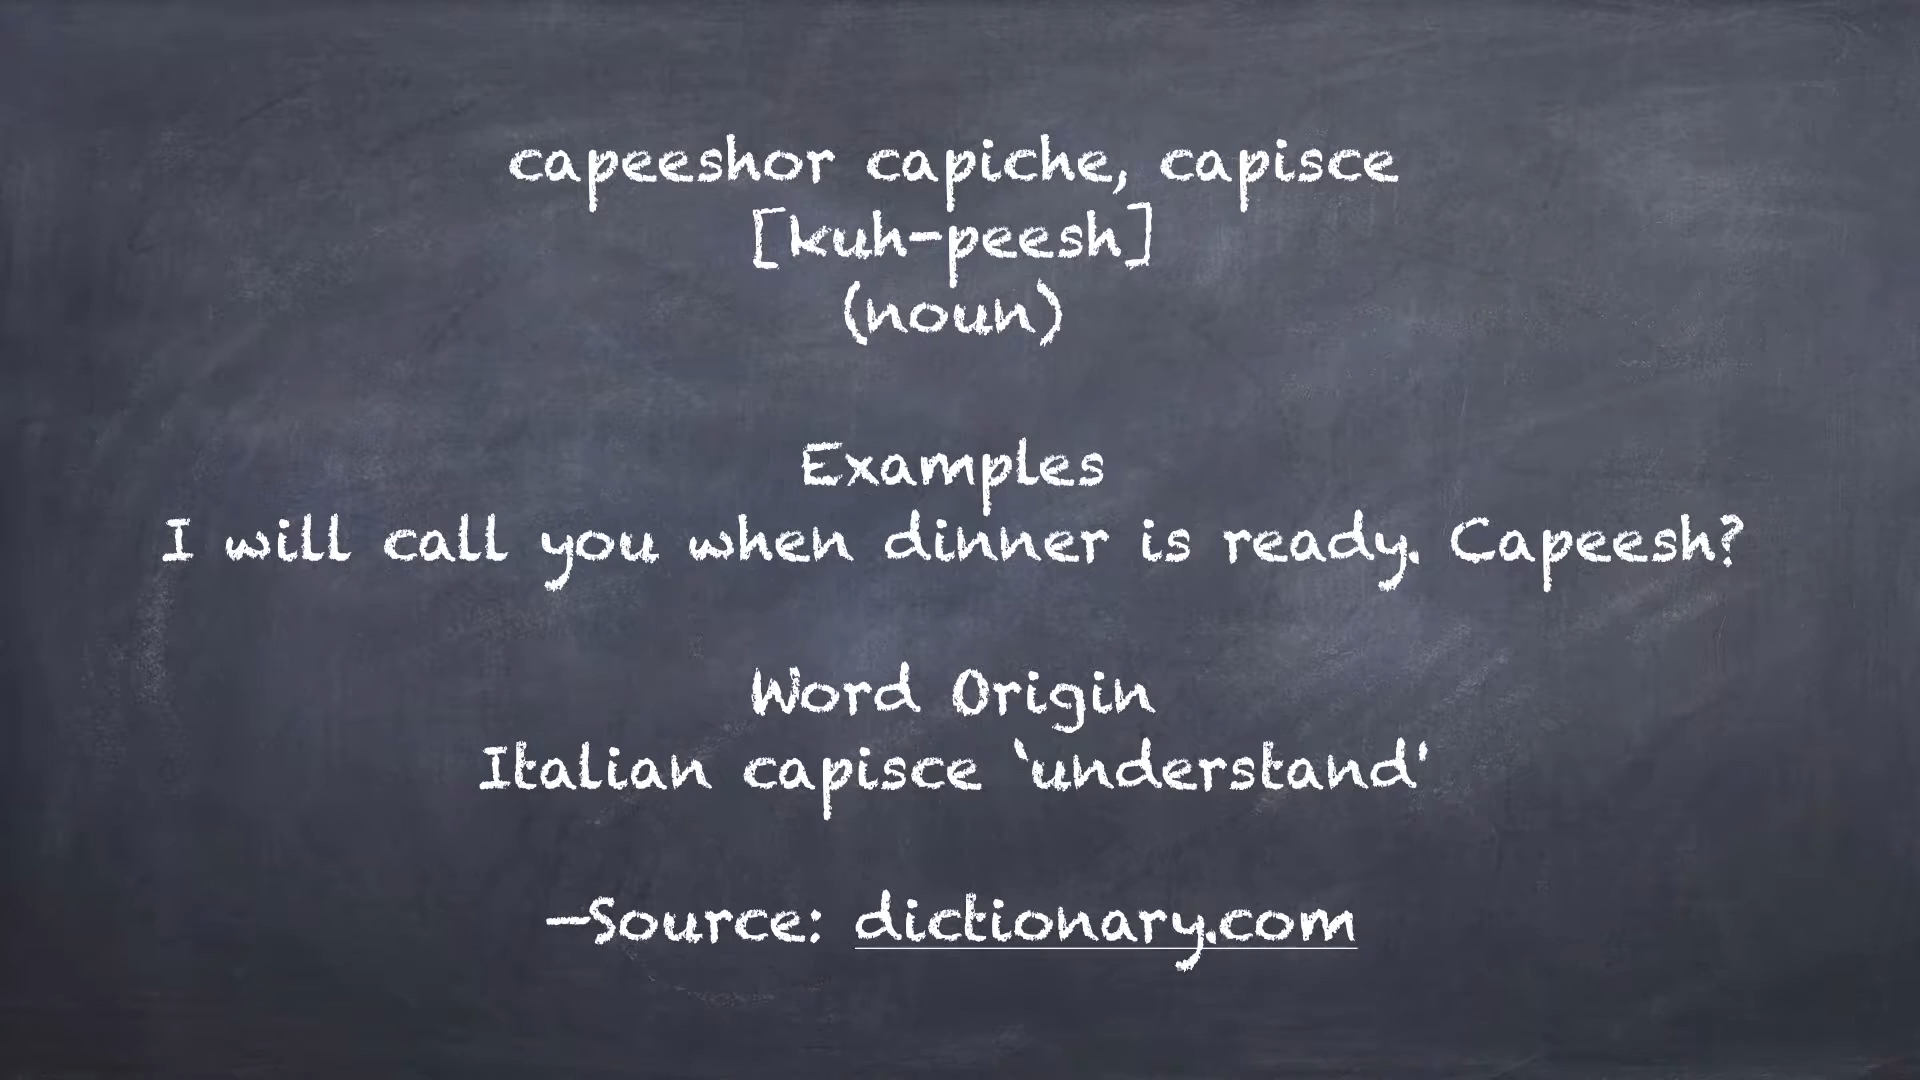 capeeshor capiche, capisce
[kuh-peesh]
(noun)
Examples
I will call you when dinner is ready. Capeesh?
Word Origin
Italian capisce ‛understand'
—Source: dictionary.com